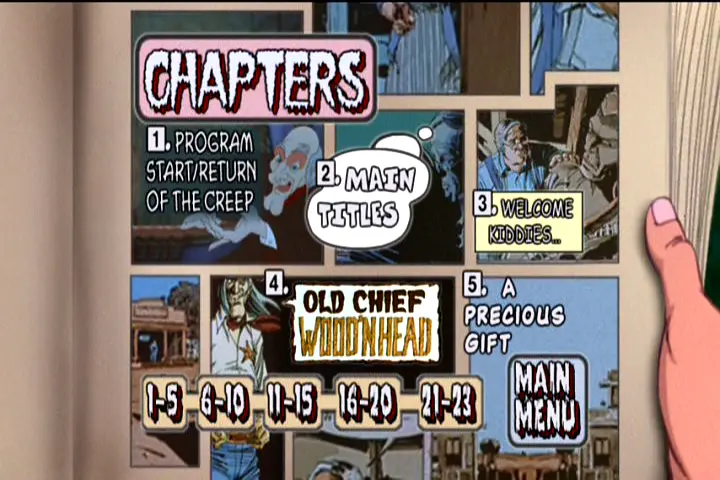 CHAPTERS
1. PROGRAM
START/RETURN
OF THE CREEP
2. MAIN
TITLES
3. WELCOME
KIDDIES...
4. OLD CHIEF
WOOD'NHEAD
5. A
PRECIOUS
GIFT
1-5 6-10 11-15 16-20 21-23
MAIN
MENU